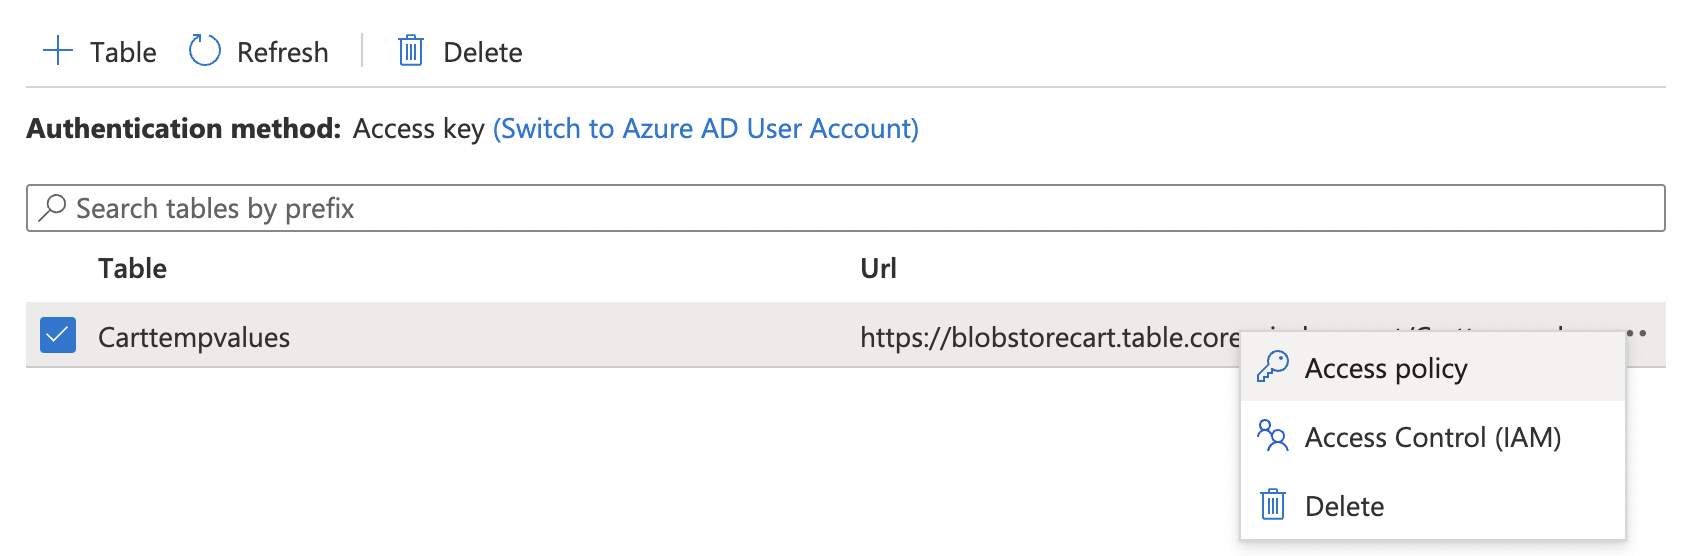 Table Refresh Delete
Authentication method: Access key (Switch to Azure AD User Account)
Search tables by prefix
Table Url
Carttempvalues https://blobstorecart.table.core
Access policy
Access Control (IAM)
Delete